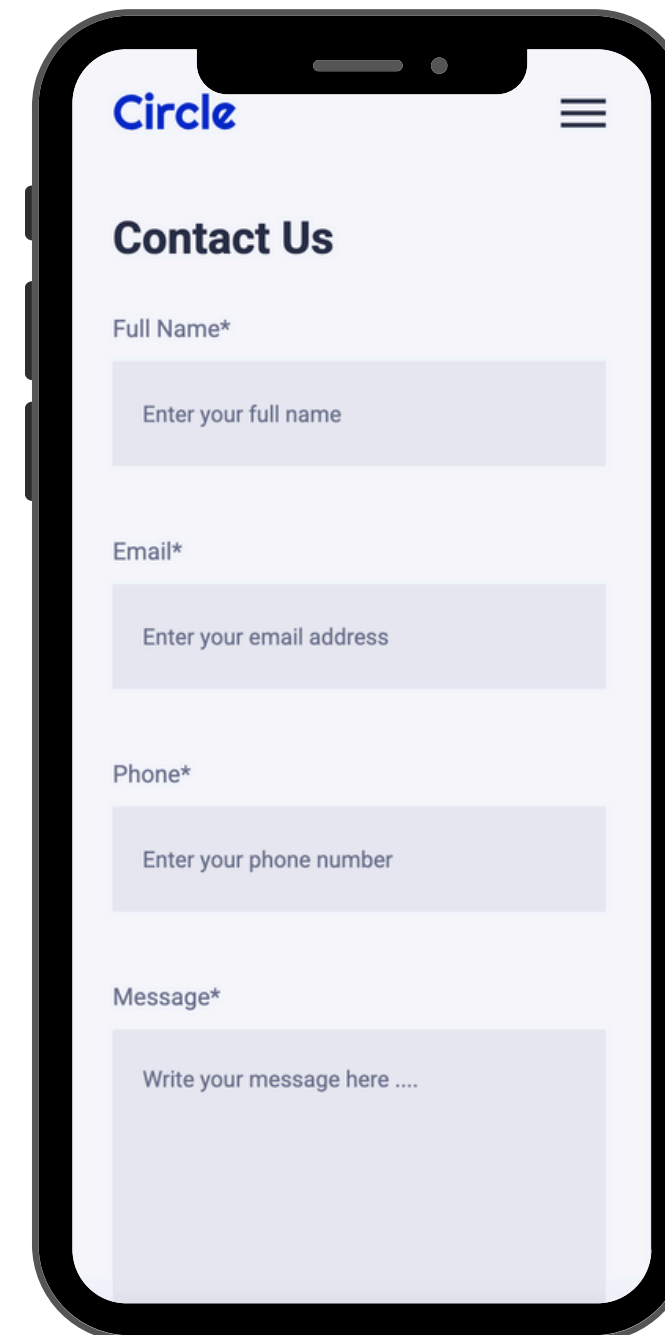 Circle
Contact Us
Full Name*
Enter your full name
Email*
Enter your email address
Phone*
Enter your phone number
Message*
Write your message here ....